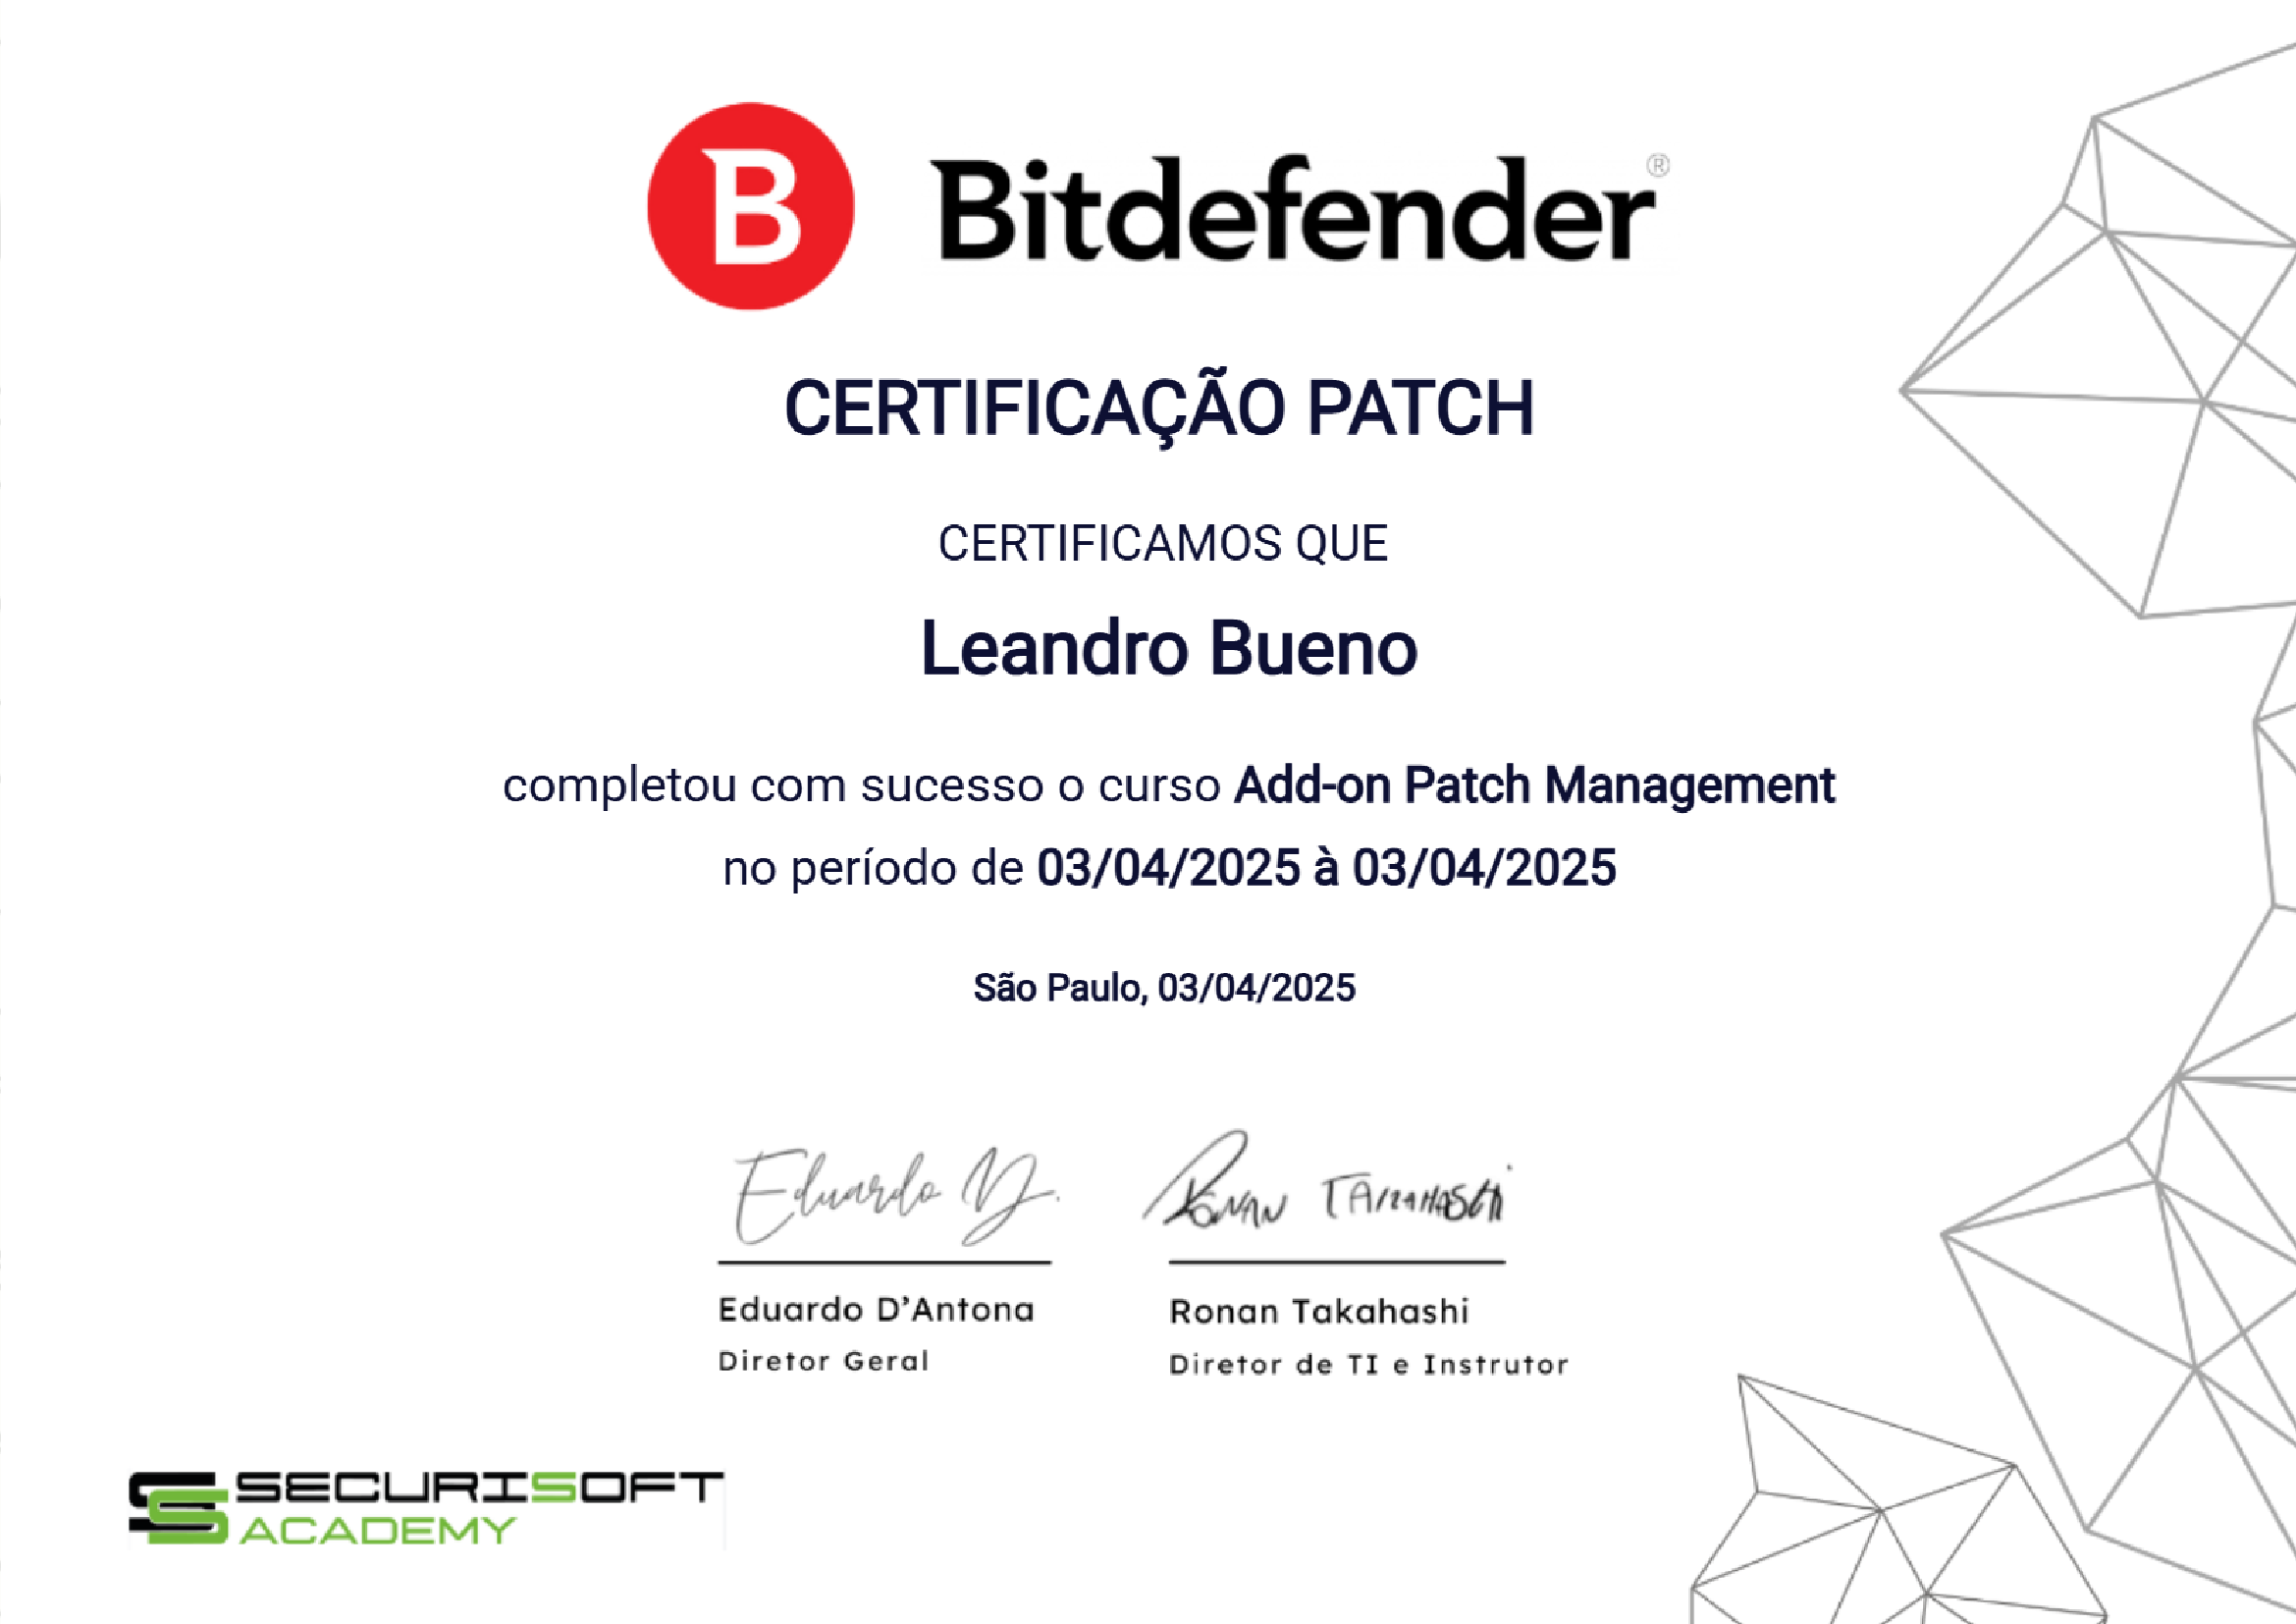 B Bitdefender®
CERTIFICAÇÃO PATCH
CERTIFICAMOS QUE
Leandro Bueno
completou com sucesso o curso Add-on Patch Management
no período de 03/04/2025 à 03/04/2025
São Paulo, 03/04/2025
Eduardo D. Ronan Takahashi
Eduardo D’Antona Ronan Takahashi
Diretor Geral Diretor de TI e Instrutor
SECURISOFT
ACADEMY